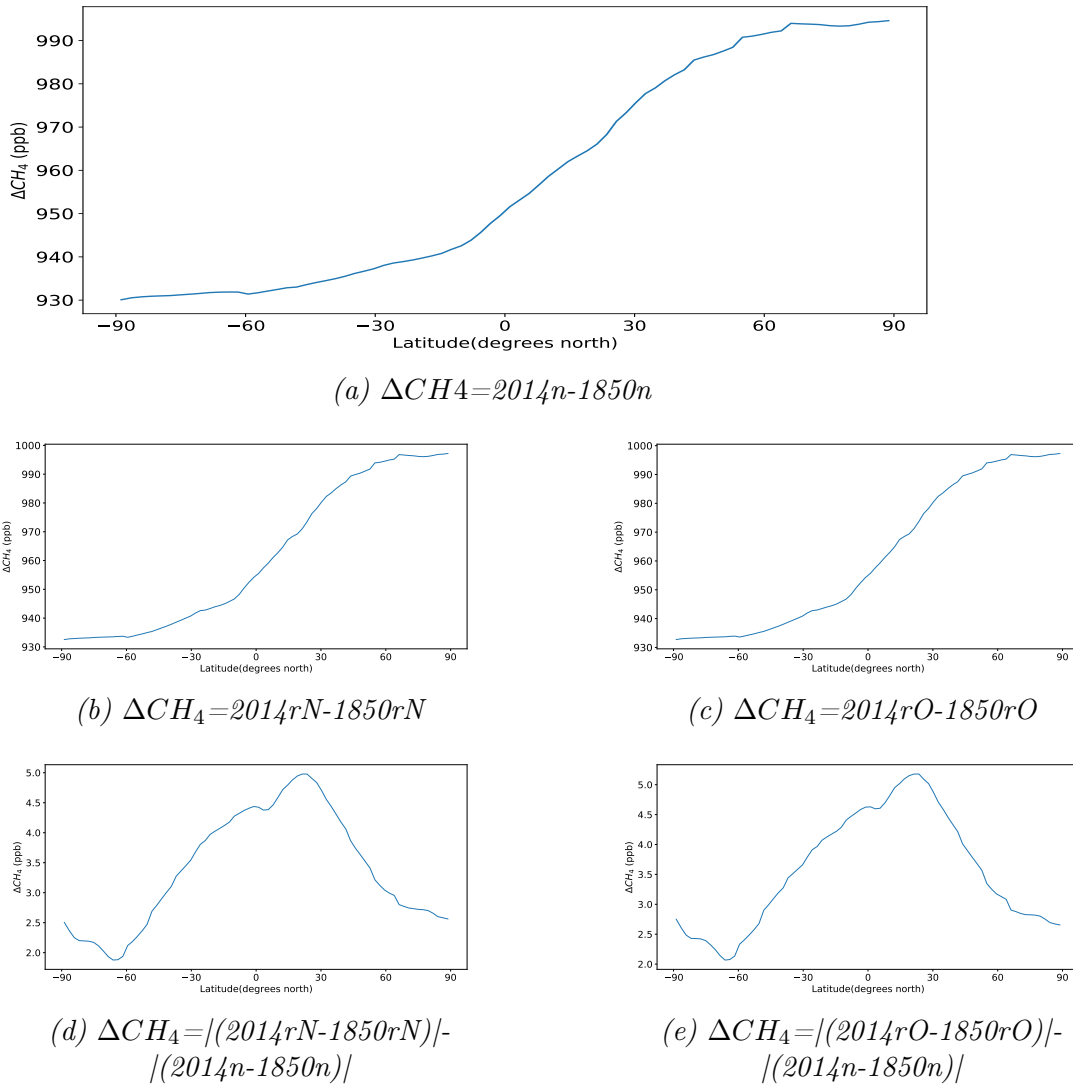 990
980
970
960
950
940
930
ΔCH₄ (ppb)
−90 −60 −30 0 30 60 90
Latitude(degrees north)
(a) ΔCH4=2014n-1850n
1000
990
980
970
960
950
940
930
ΔCH₄ (ppb)
−90 −60 −30 0 30 60 90
Latitude(degrees north)
(b) ΔCH₄=2014rN-1850rN
1000
990
980
970
960
950
940
930
ΔCH₄ (ppb)
−90 −60 −30 0 30 60 90
Latitude(degrees north)
(c) ΔCH₄=2014rO-1850rO
5.0
4.5
4.0
3.5
3.0
2.5
2.0
ΔCH₄ (ppb)
−90 −60 −30 0 30 60 90
Latitude(degrees north)
(d) ΔCH₄=|(2014rN-1850rN)|-
|(2014n-1850n)|
5.0
4.5
4.0
3.5
3.0
2.5
2.0
ΔCH₄ (ppb)
−90 −60 −30 0 30 60 90
Latitude(degrees north)
(e) ΔCH₄=|(2014rO-1850rO)|-
|(2014n-1850n)|